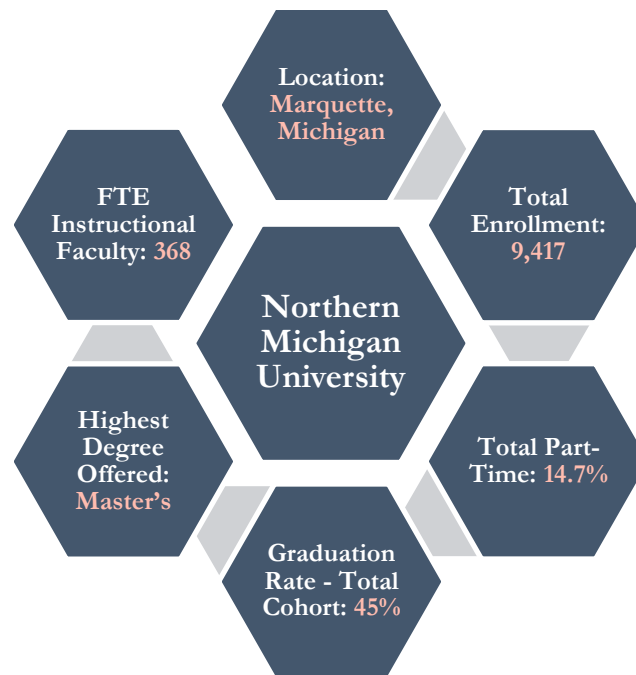 Location:
Marquette,
Michigan
Total
Enrollment:
9,417
Total Part-
Time: 14.7%
Graduation
Rate - Total
Cohort: 45%
Highest
Degree
Offered:
Master’s
FTE
Instructional
Faculty: 368
Northern
Michigan
University